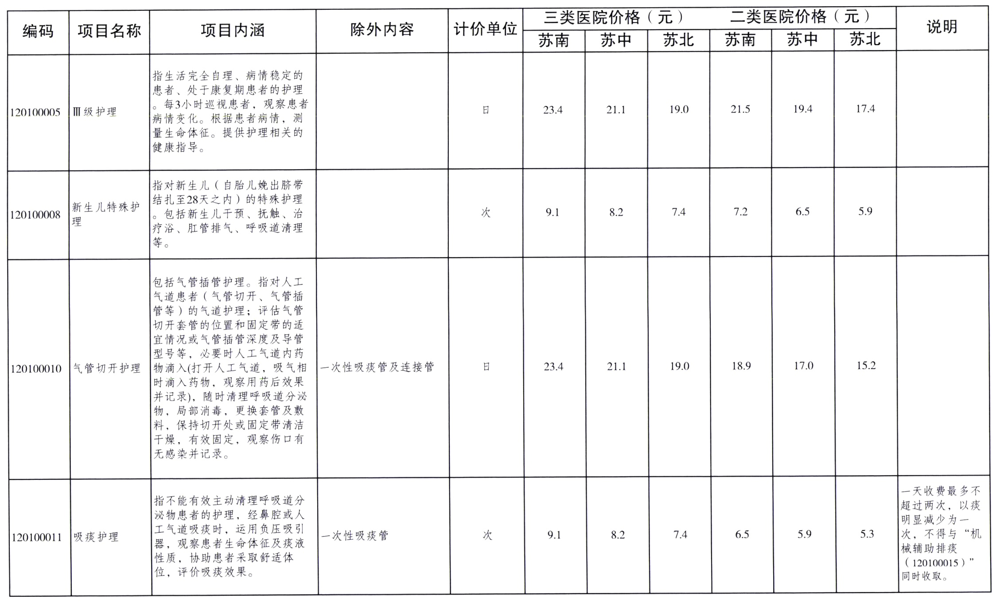 编码 项目名称 项目内涵 除外内容 计价单位 三类医院价格（元） 二类医院价格（元） 说明
苏南 苏中 苏北 苏南 苏中 苏北
120100005
Ⅲ级护理
指生活完全自理、病情稳定的
患者、处于康复期患者的护理
。每3小时巡视患者，观察患者
病情变化。根据患者病情，测
量生命体征。提供护理相关的
健康指导。
日 23.4 21.1 19.0 21.5 19.4 17.4
120100008
新生儿特殊护
理
指对新生儿（自胎儿娩出脐带
结扎至28天之内）的特殊护理
。包括新生儿干预、抚触、治
疗浴、肛管排气、呼吸道清理
等。
次 9.1 8.2 7.4 7.2 6.5 5.9
120100010
气管切开护理
包括气管插管护理。指对人工
气道患者（气管切开、气管插
管等）的气道护理；评估气管
切开套管的位置和固定带的适
宜情况或气管插管深度及导管
型号等，必要时人工气道内药
物滴入(打开人工气道，吸气相
时滴入药物，观察用药后效果
并记录)，随时清理呼吸道分泌
物，局部消毒，更换套管及敷
料，保持切开处或固定带清洁
干燥，有效固定，观察伤口有
无感染并记录。
一次性吸痰管及连接管
日 23.4 21.1 19.0 18.9 17.0 15.2
120100011
吸痰护理
指不能有效主动清理呼吸道分
泌物患者的护理，经鼻腔或人
工气道吸痰时，运用负压吸引
器，观察患者生命体征及痰液
性质，协助患者采取舒适体
位，评价吸痰效果。
一次性吸痰管
次 9.1 8.2 7.4 6.5 5.9 5.3
一天收费最多不
超过两次，以痰
明显减少为一
次，不得与“机
械辅助排痰
（120100015）”
同时收取。